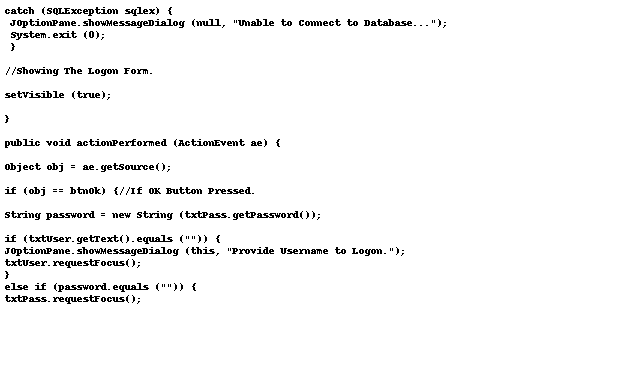 catch (SQLException sqlex) {
JOptionPane.showMessageDialog (null, "Unable to Connect to Database...");
System.exit (0);
}
//Showing The Logon Form.
setVisible (true);
}
public void actionPerformed (ActionEvent ae) {
Object obj = ae.getSource();
if (obj == btnOk) {//If OK Button Pressed.
String password = new String (txtPass.getPassword());
if (txtUser.getText().equals ("")) {
JOptionPane.showMessageDialog (this, "Provide Username to Logon.");
txtUser.requestFocus();
}
else if (password.equals ("")) {
txtPass.requestFocus();